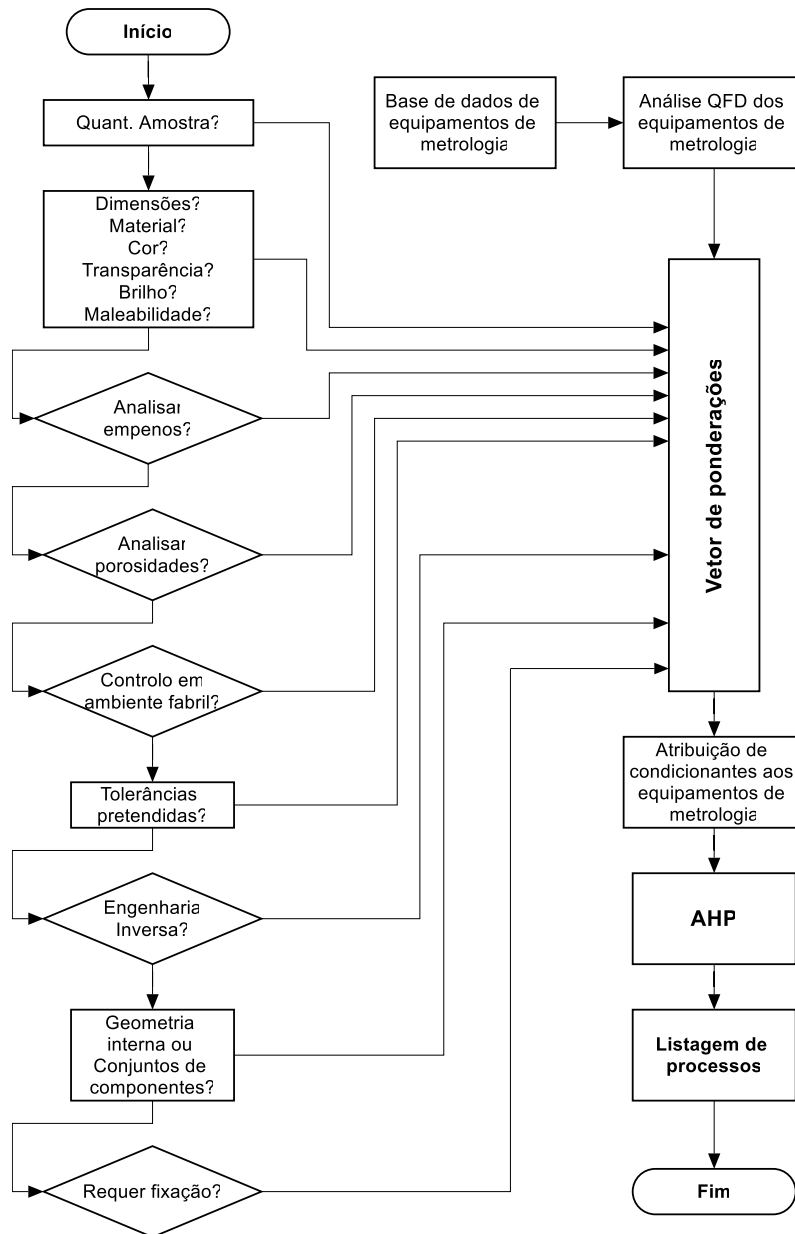 Início
Quant. Amostra?
Dimensões?
Material?
Cor?
Transparência?
Brilho?
Maleabilidade?
Analisar
empenos?
Analisar
porosidades?
Controlo em
ambiente fabril?
Tolerâncias
pretendidas?
Engenharia
Inversa?
Geometria
interna ou
Conjuntos de
componentes?
Requer fixação?
Base de dados de
equipamentos de
metrologia
Análise QFD dos
equipamentos de
metrologia
Vetor de ponderações
Atribuição de
condicionantes aos
equipamentos de
metrologia
AHP
Listagem de
processos
Fim